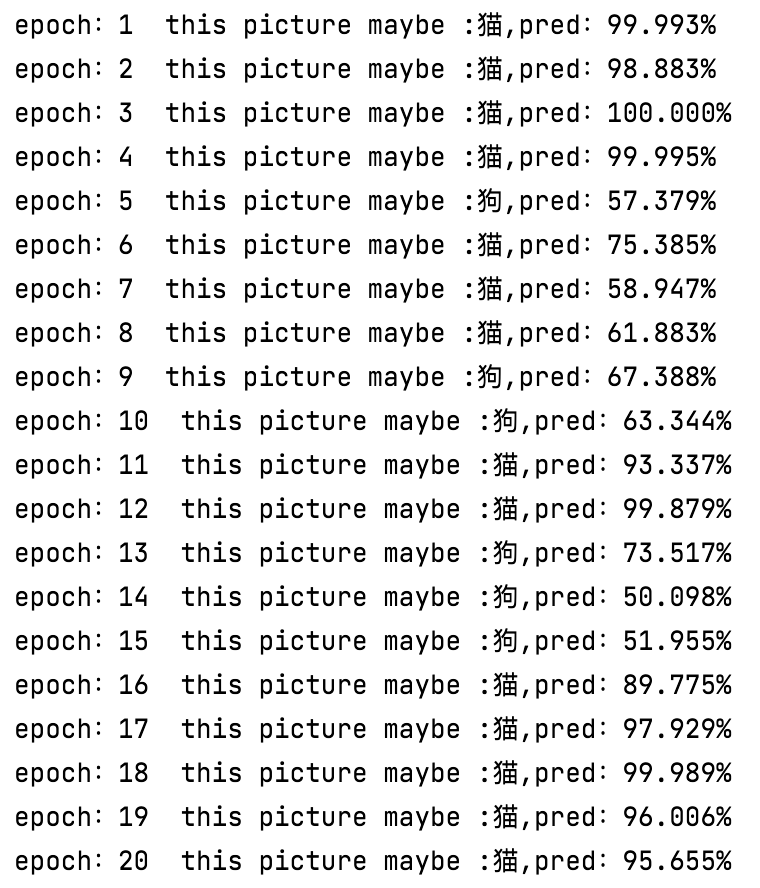 epoch: 1  this picture maybe :猫,pred: 99.993%
epoch: 2  this picture maybe :猫,pred: 98.883%
epoch: 3  this picture maybe :猫,pred: 100.000%
epoch: 4  this picture maybe :猫,pred: 99.995%
epoch: 5  this picture maybe :狗,pred: 57.379%
epoch: 6  this picture maybe :猫,pred: 75.385%
epoch: 7  this picture maybe :猫,pred: 58.947%
epoch: 8  this picture maybe :猫,pred: 61.883%
epoch: 9  this picture maybe :狗,pred: 67.388%
epoch: 10  this picture maybe :狗,pred: 63.344%
epoch: 11  this picture maybe :猫,pred: 93.337%
epoch: 12  this picture maybe :猫,pred: 99.879%
epoch: 13  this picture maybe :狗,pred: 73.517%
epoch: 14  this picture maybe :狗,pred: 50.098%
epoch: 15  this picture maybe :狗,pred: 51.955%
epoch: 16  this picture maybe :猫,pred: 89.775%
epoch: 17  this picture maybe :猫,pred: 97.929%
epoch: 18  this picture maybe :猫,pred: 99.989%
epoch: 19  this picture maybe :猫,pred: 96.006%
epoch: 20  this picture maybe :猫,pred: 95.655%